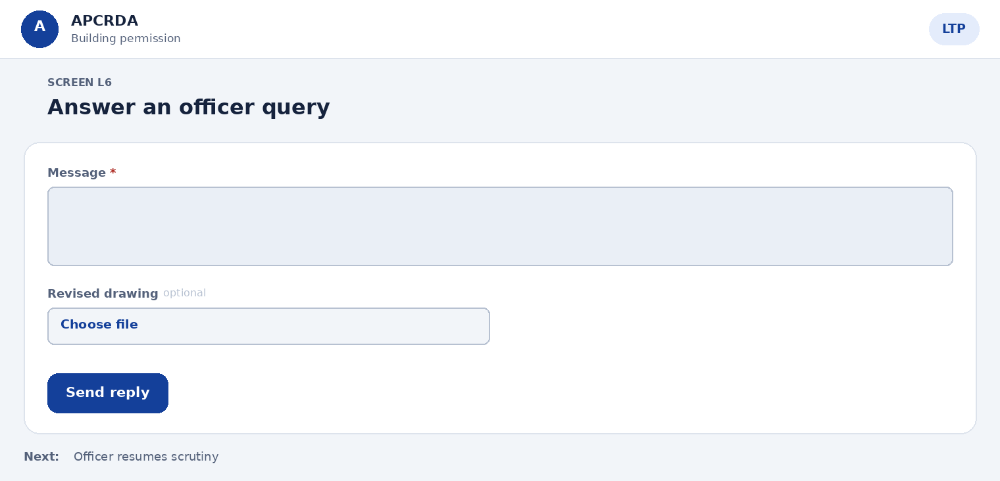 A
APCRDA
Building permission
LTP
SCREEN L6
Answer an officer query
Message *
Revised drawing optional
Choose file
Send reply
Next: Officer resumes scrutiny